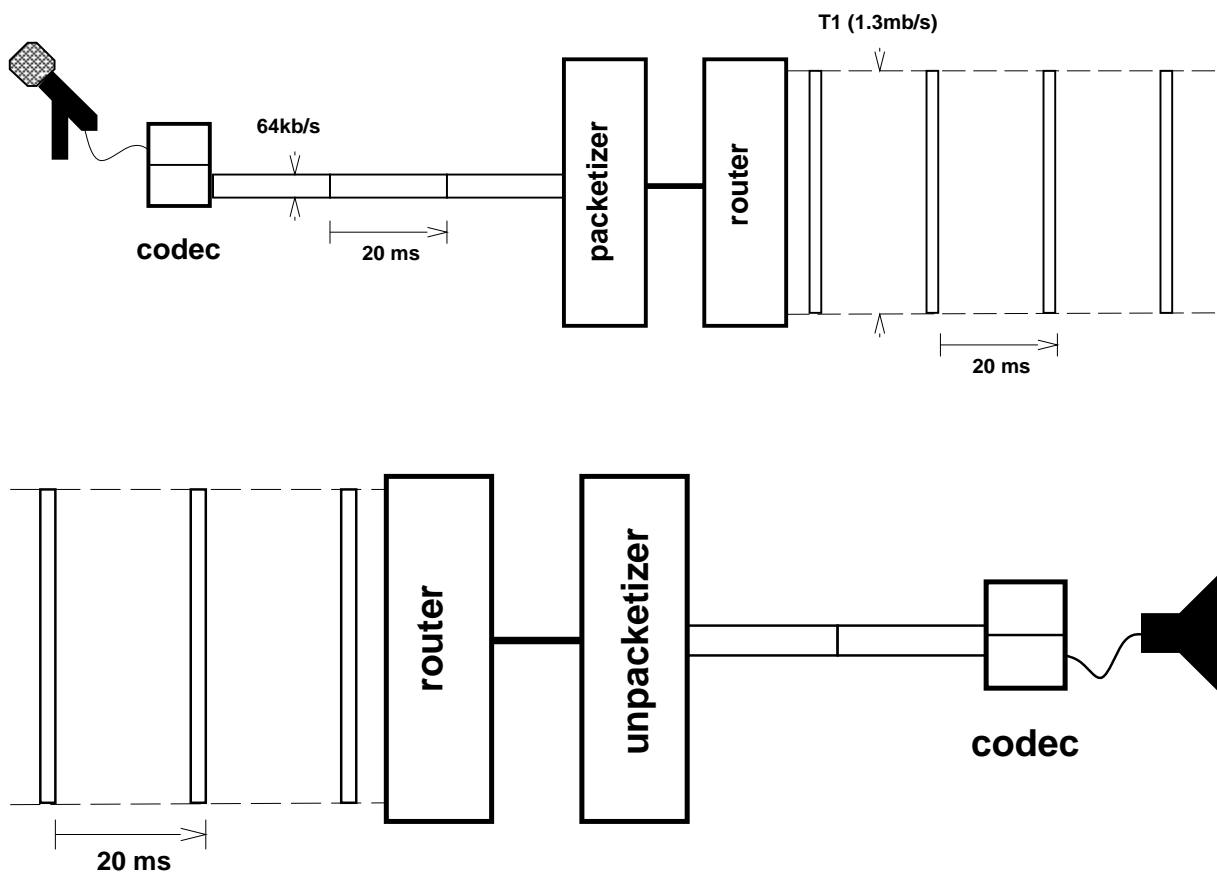 T1 (1.3mb/s)
64kb/s
packetizer
router
codec
20 ms
20 ms
router
unpacketizer
codec
20 ms